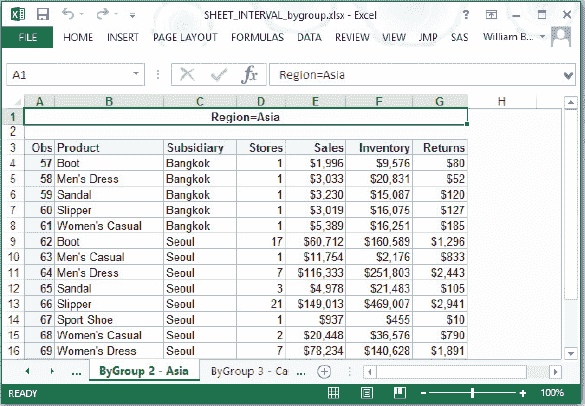 SHEET_INTERVAL_bygroup.xlsx - Excel
FILE HOME INSERT PAGE LAYOUT FORMULAS DATA REVIEW VIEW JMP SAS William B...
A1 fx Region=Asia
A B C D E F G H
1 Region=Asia
2
3 Obs Product Subsidiary Stores Sales Inventory Returns
4 57 Boot Bangkok 1 $1,996 $9,576 $80
5 58 Men's Dress Bangkok 1 $3,033 $20,831 $52
6 59 Sandal Bangkok 1 $3,230 $15,087 $120
7 60 Slipper Bangkok 1 $3,019 $16,075 $127
8 61 Women's Casual Bangkok 1 $5,389 $16,251 $185
9 62 Boot Seoul 17 $60,712 $160,589 $1,296
10 63 Men's Casual Seoul 1 $11,754 $2,176 $833
11 64 Men's Dress Seoul 7 $116,333 $251,803 $2,443
12 65 Sandal Seoul 3 $4,978 $21,483 $105
13 66 Slipper Seoul 21 $149,013 $469,007 $2,941
14 67 Sport Shoe Seoul 1 $937 $455 $10
15 68 Women's Casual Seoul 2 $20,448 $36,576 $790
16 69 Women's Dress Seoul 7 $78,234 $140,628 $1,891
... ByGroup 2 - Asia ByGroup 3 - Ca ...
READY 100%